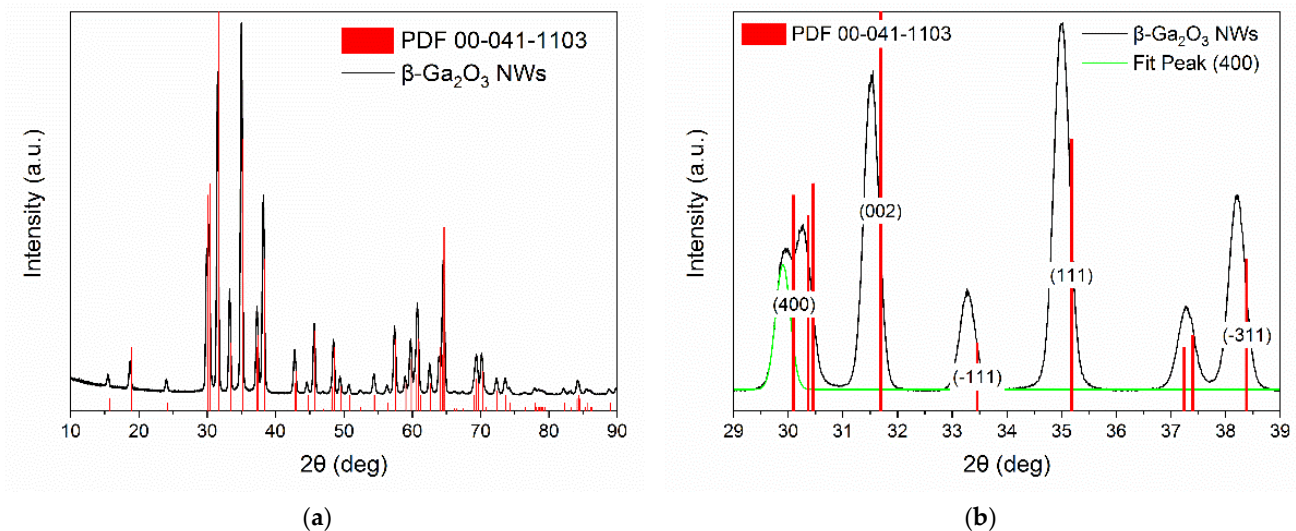 PDF 00-041-1103
β-Ga₂O₃ NWs
Intensity (a.u.)
10 20 30 40 50 60 70 80 90
2θ (deg)
(a)
PDF 00-041-1103
β-Ga₂O₃ NWs
Fit Peak (400)
Intensity (a.u.)
(400)
(002)
(-111)
(111)
(-311)
29 30 31 32 33 34 35 36 37 38 39
2θ (deg)
(b)